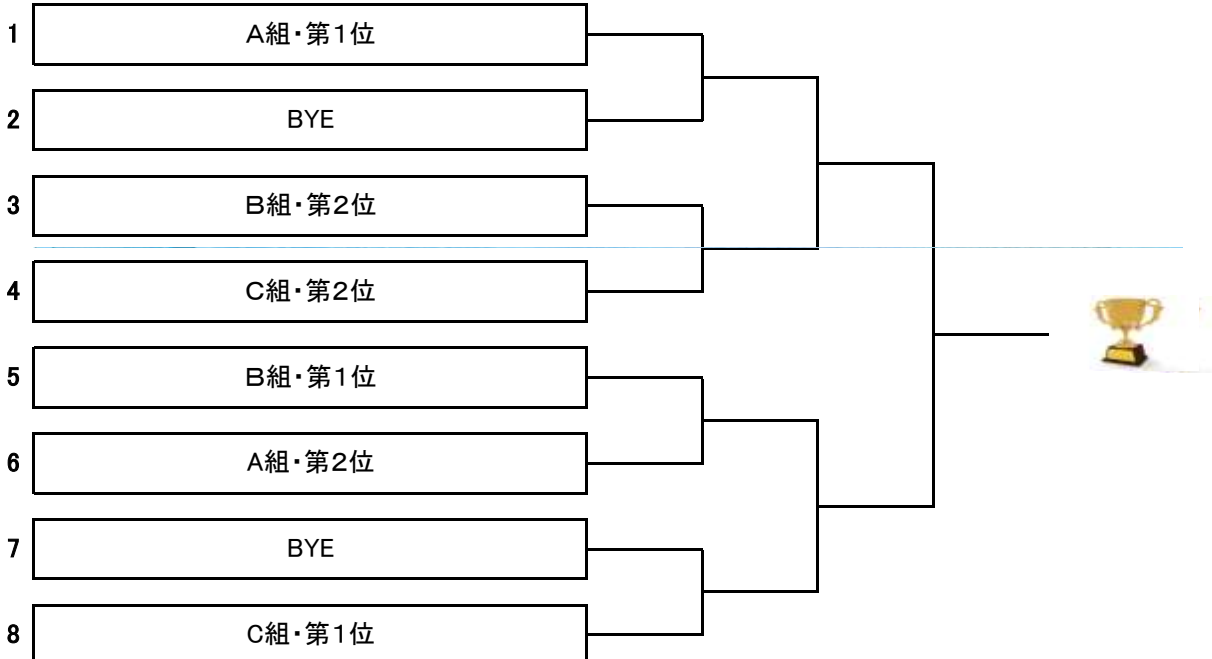 1 A組・第1位
2 BYE
3 B組・第2位
4 C組・第2位
5 B組・第1位
6 A組・第2位
7 BYE
8 C組・第1位